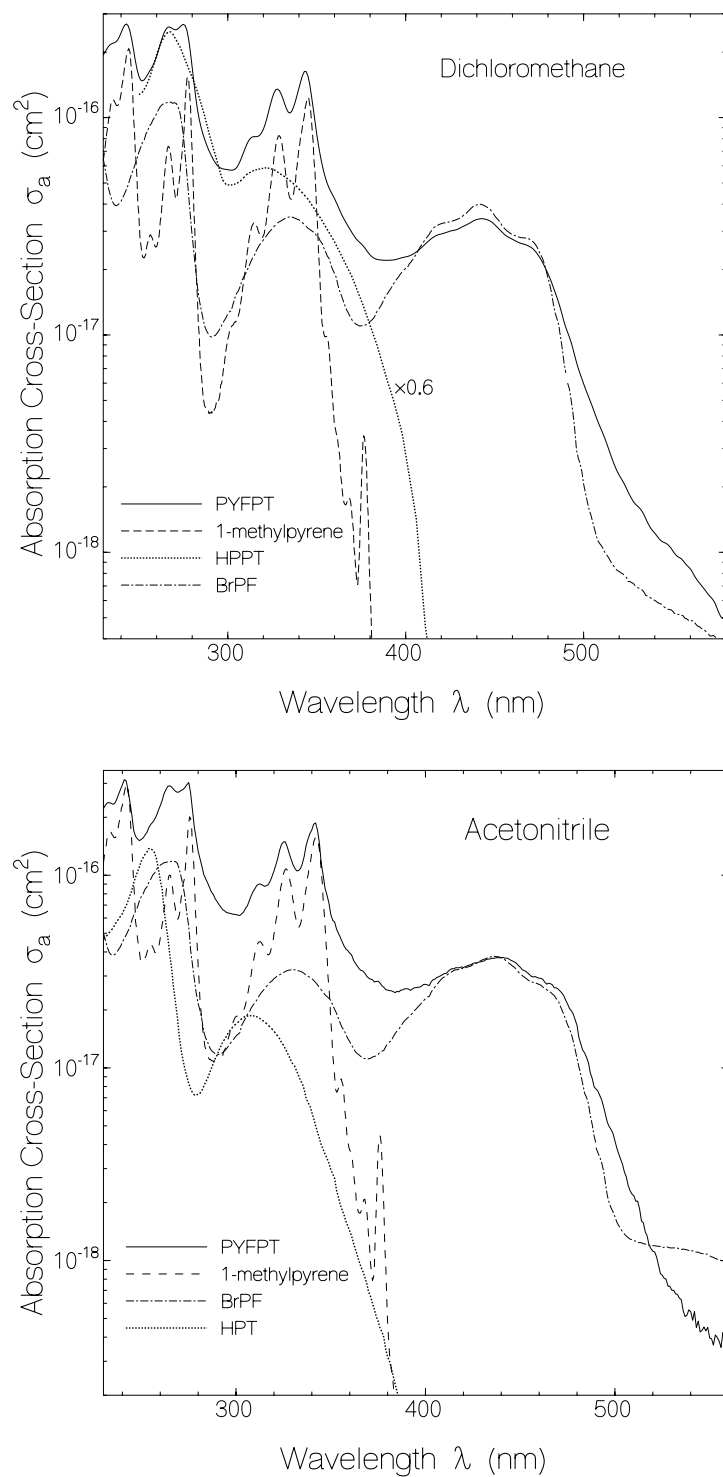 Dichloromethane
Absorption Cross-Section σₐ (cm²)
10⁻¹⁶
10⁻¹⁷
10⁻¹⁸
×0.6
PYFPT
1-methylpyrene
HPPT
BrPF
300
400
500
Wavelength λ (nm)
Acetonitrile
Absorption Cross-Section σₐ (cm²)
10⁻¹⁶
10⁻¹⁷
10⁻¹⁸
PYFPT
1-methylpyrene
BrPF
HPT
300
400
500
Wavelength λ (nm)